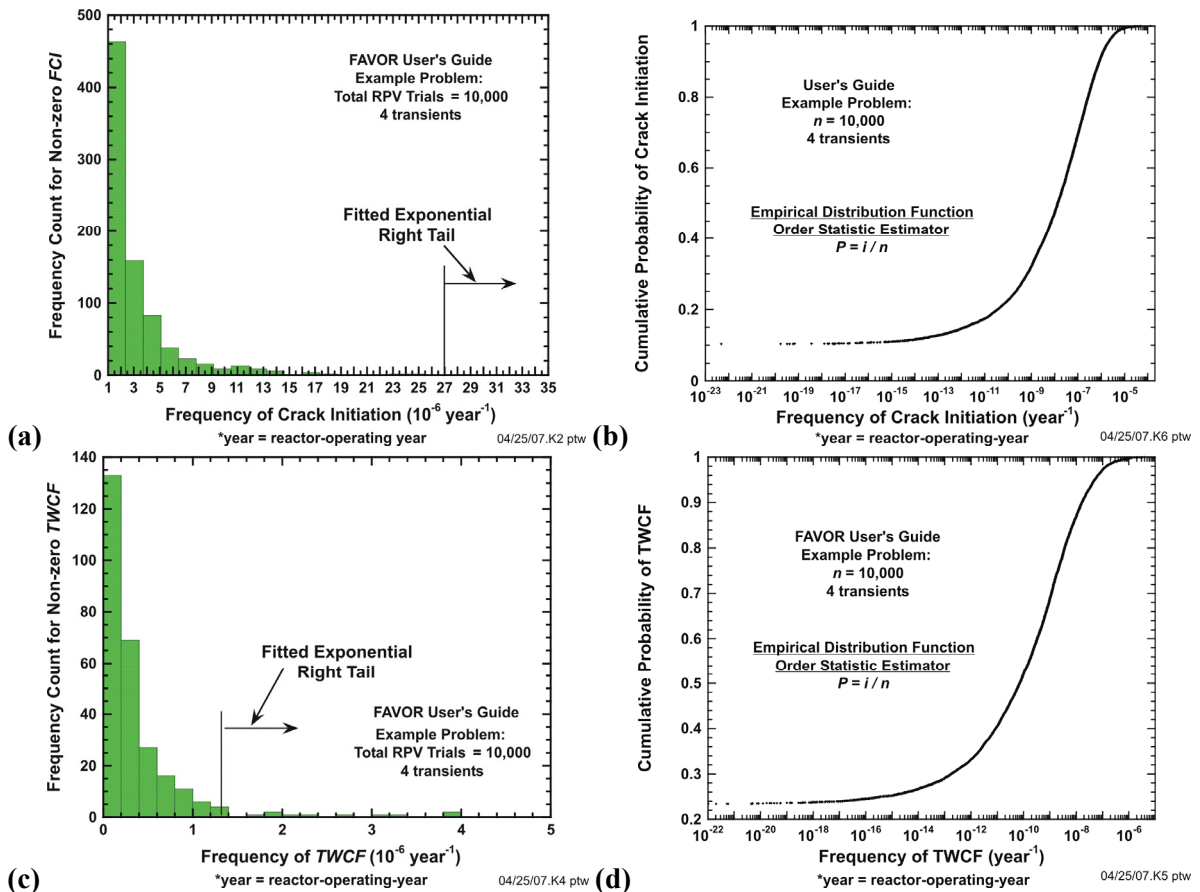 500
400
300
200
100
0
Frequency Count for Non-zero FCI
FAVOR User's Guide
Example Problem:
Total RPV Trials = 10,000
4 transients
Fitted Exponential
Right Tail
1 3 5 7 9 11 13 15 17 19 21 23 25 27 29 31 33 35
Frequency of Crack Initiation (10⁻⁶ year⁻¹)
*year = reactor-operating year
04/25/07.K2 ptw
(a)
1
0.8
0.6
0.4
0.2
0
Cumulative Probability of Crack Initiation
User's Guide
Example Problem:
n = 10,000
4 transients
Empirical Distribution Function
Order Statistic Estimator
P = i / n
10⁻²³ 10⁻²¹ 10⁻¹⁹ 10⁻¹⁷ 10⁻¹⁵ 10⁻¹³ 10⁻¹¹ 10⁻⁹ 10⁻⁷ 10⁻⁵
Frequency of Crack Initiation (year⁻¹)
*year = reactor-operating-year
04/25/07.K6 ptw
(b)
140
120
100
80
60
40
20
0
Frequency Count for Non-zero TWCF
Fitted Exponential
Right Tail
FAVOR User's Guide
Example Problem:
Total RPV Trials = 10,000
4 transients
0 1 2 3 4 5
Frequency of TWCF (10⁻⁶ year⁻¹)
*year = reactor-operating-year
04/25/07.K4 ptw
(c)
1
0.9
0.8
0.7
0.6
0.5
0.4
0.3
0.2
Cumulative Probability of TWCF
FAVOR User's Guide
Example Problem:
n = 10,000
4 transients
Empirical Distribution Function
Order Statistic Estimator
P = i / n
10⁻²² 10⁻²⁰ 10⁻¹⁸ 10⁻¹⁶ 10⁻¹⁴ 10⁻¹² 10⁻¹⁰ 10⁻⁸ 10⁻⁶
Frequency of TWCF (year⁻¹)
*year = reactor-operating-year
04/25/07.K5 ptw
(d)